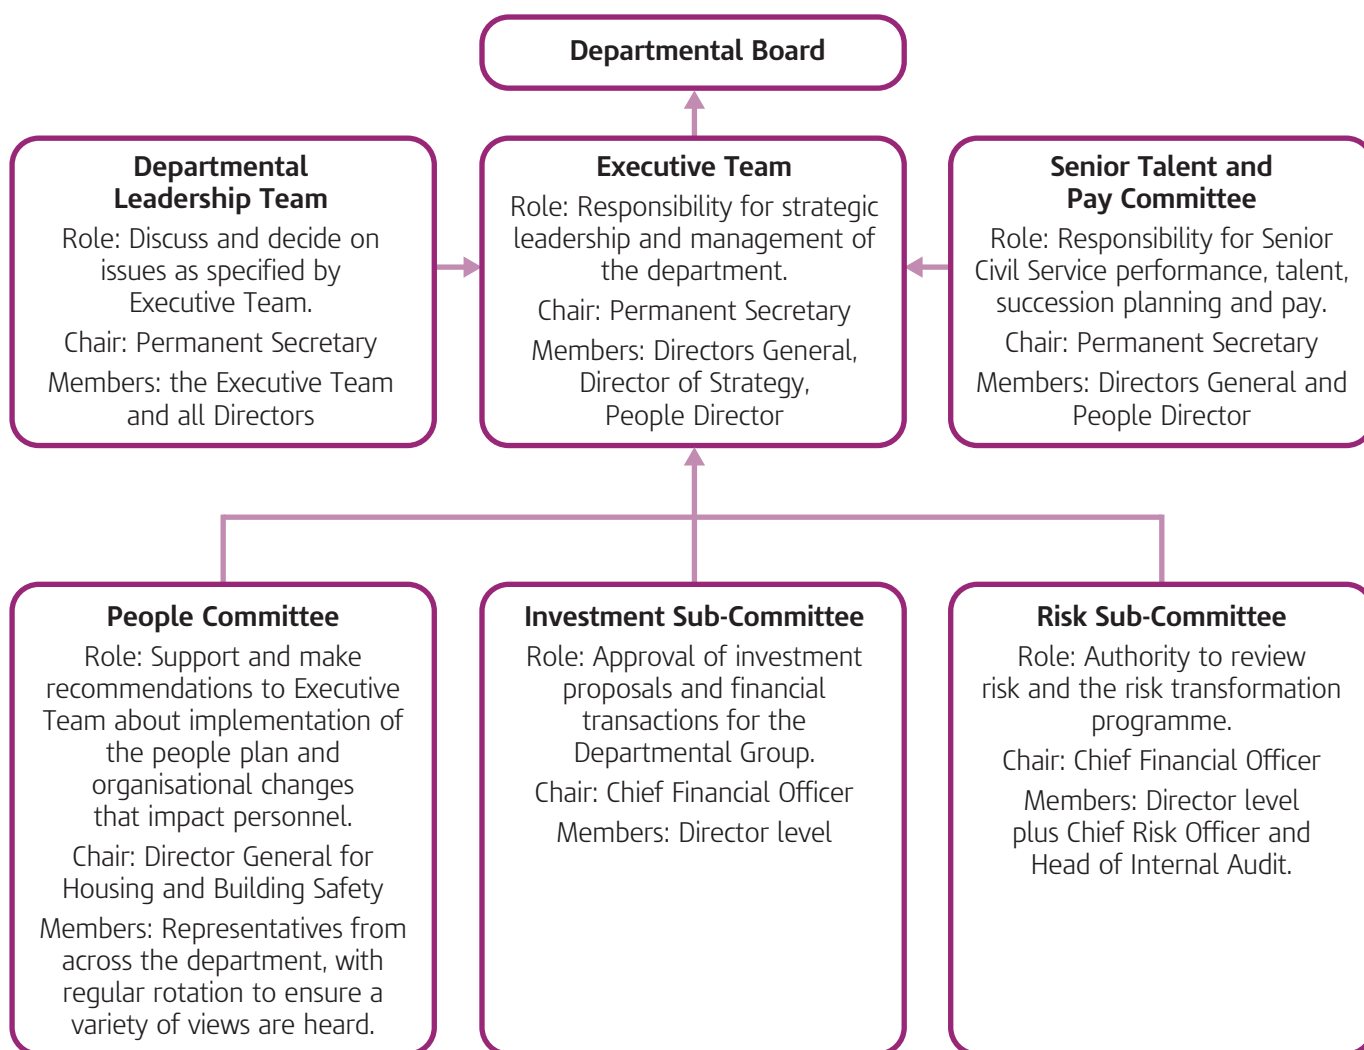 Departmental Board
Departmental
Leadership Team
Role: Discuss and decide on
issues as specified by
Executive Team.
Chair: Permanent Secretary
Members: the Executive Team
and all Directors
Executive Team
Role: Responsibility for strategic
leadership and management of
the department.
Chair: Permanent Secretary
Members: Directors General,
Director of Strategy,
People Director
Senior Talent and
Pay Committee
Role: Responsibility for Senior
Civil Service performance, talent,
succession planning and pay.
Chair: Permanent Secretary
Members: Directors General and
People Director
People Committee
Role: Support and make
recommendations to Executive
Team about implementation of
the people plan and
organisational changes
that impact personnel.
Chair: Director General for
Housing and Building Safety
Members: Representatives from
across the department, with
regular rotation to ensure a
variety of views are heard.
Investment Sub-Committee
Role: Approval of investment
proposals and financial
transactions for the
Departmental Group.
Chair: Chief Financial Officer
Members: Director level
Risk Sub-Committee
Role: Authority to review
risk and the risk transformation
programme.
Chair: Chief Financial Officer
Members: Director level
plus Chief Risk Officer and
Head of Internal Audit.